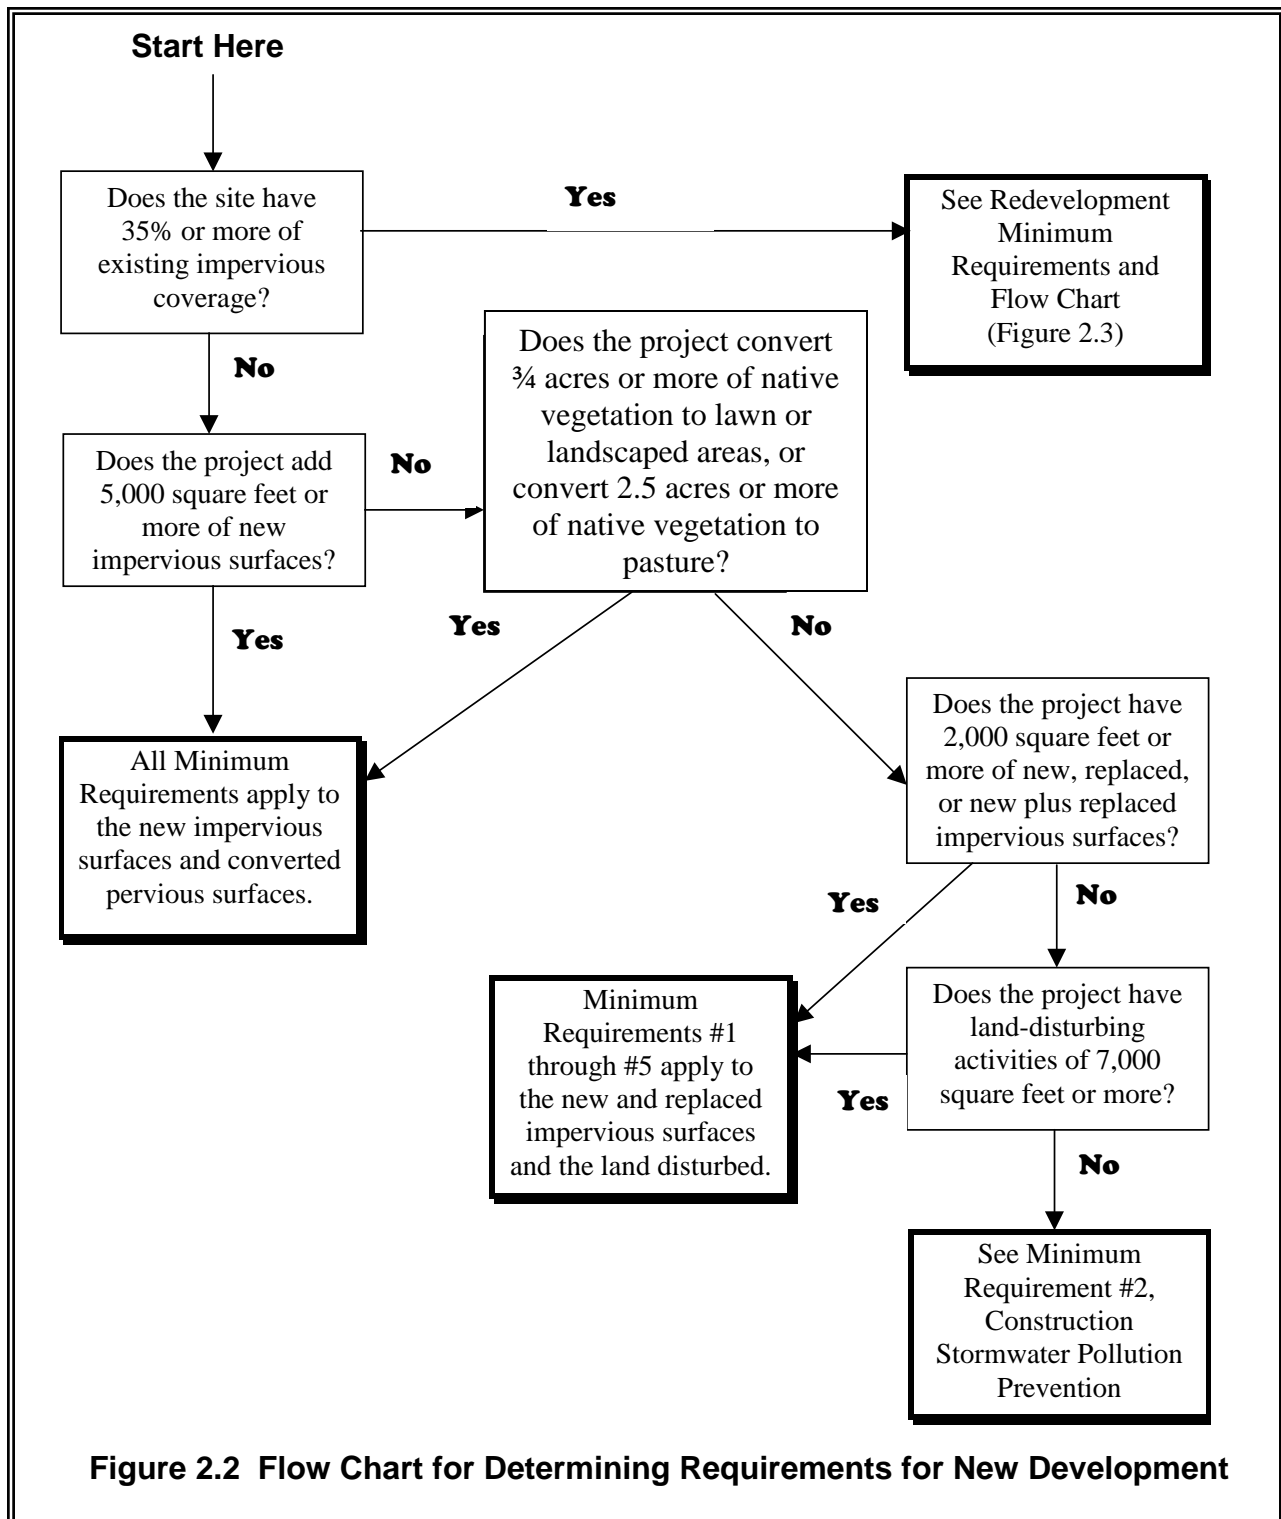 Start Here
Does the site have
35% or more of
existing impervious
coverage?
Yes
See Redevelopment
Minimum
Requirements and
Flow Chart
(Figure 2.3)
No
Does the project add
5,000 square feet or
more of new
impervious surfaces?
No
Does the project convert
¾ acres or more of native
vegetation to lawn or
landscaped areas, or
convert 2.5 acres or more
of native vegetation to
pasture?
Yes
Yes
No
All Minimum
Requirements apply to
the new impervious
surfaces and converted
pervious surfaces.
Does the project have
2,000 square feet or
more of new, replaced,
or new plus replaced
impervious surfaces?
Yes
No
Minimum
Requirements #1
through #5 apply to
the new and replaced
impervious surfaces
and the land disturbed.
Does the project have
land-disturbing
activities of 7,000
square feet or more?
Yes
No
See Minimum
Requirement #2,
Construction
Stormwater Pollution
Prevention
Figure 2.2 Flow Chart for Determining Requirements for New Development